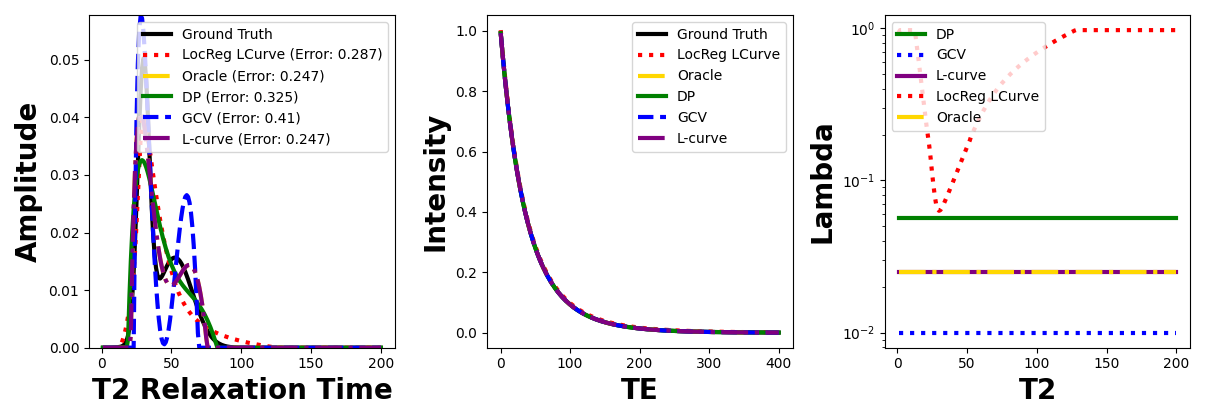 Amplitude
0.05
0.04
0.03
0.02
0.01
0.00
Ground Truth
LocReg LCurve (Error: 0.287)
Oracle (Error: 0.247)
DP (Error: 0.325)
GCV (Error: 0.41)
L-curve (Error: 0.247)
0 50 100 150 200
T2 Relaxation Time
Intensity
1.0
0.8
0.6
0.4
0.2
0.0
Ground Truth
LocReg LCurve
Oracle
DP
GCV
L-curve
0 100 200 300 400
TE
Lambda
10⁰
10⁻¹
10⁻²
DP
GCV
L-curve
LocReg LCurve
Oracle
0 50 100 150 200
T2